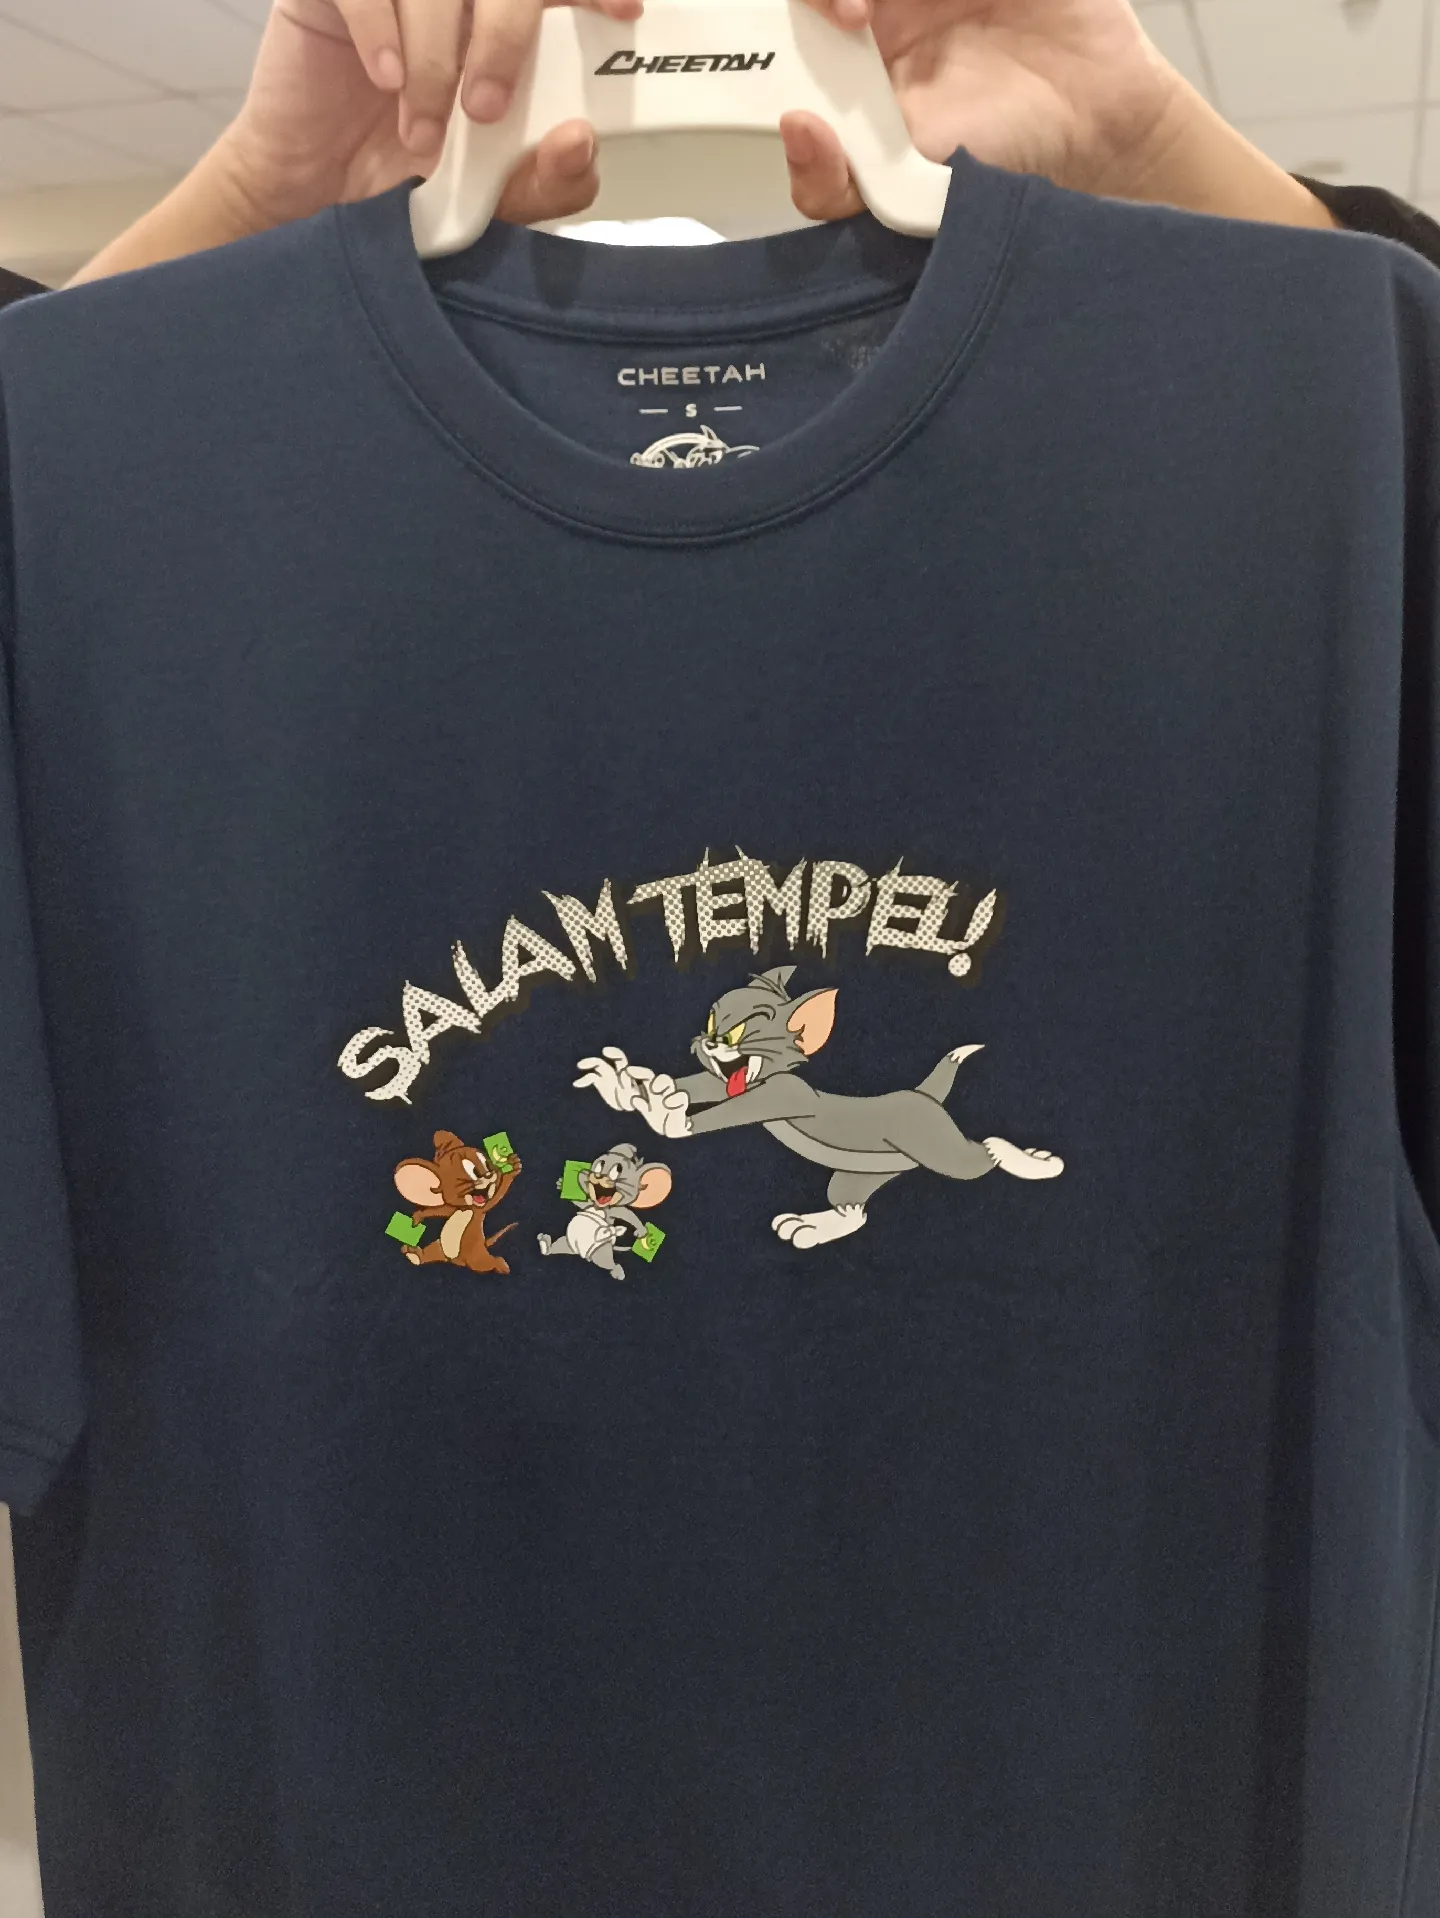 CHEETAH
CHEETAH
— S —
SALAM TEMPEL!